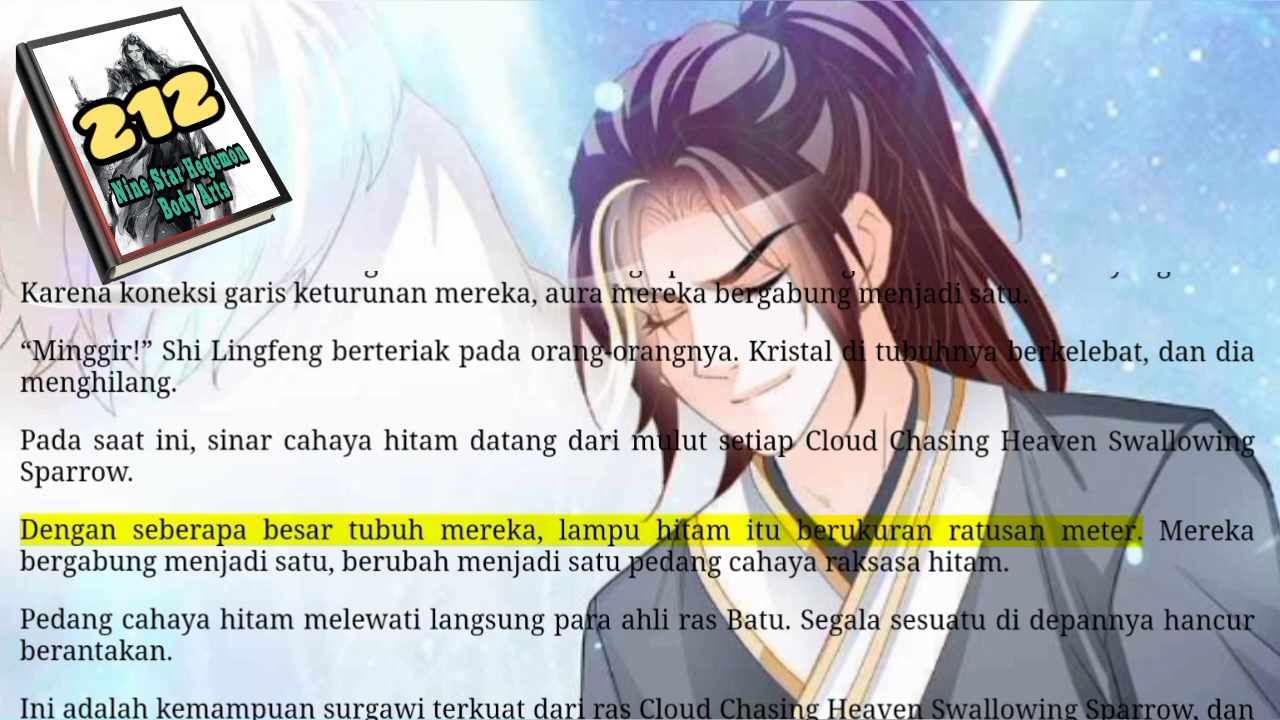 212
Nine Star Hegemon
Body Arts
Karena koneksi garis keturunan mereka, aura mereka bergabung menjadi satu.
“Minggir!” Shi Lingfeng berteriak pada orang-orangnya. Kristal di tubuhnya berkelebat, dan dia
menghilang.
Pada saat ini, sinar cahaya hitam datang dari mulut setiap Cloud Chasing Heaven Swallowing
Sparrow.
Dengan seberapa besar tubuh mereka, lampu hitam itu berukuran ratusan meter. Mereka
bergabung menjadi satu, berubah menjadi satu pedang cahaya raksasa hitam.
Pedang cahaya hitam melewati langsung para ahli ras Batu. Segala sesuatu di depannya hancur
berantakan.
Ini adalah kemampuan surgawi terkuat dari ras Cloud Chasing Heaven Swallowing Sparrow, dan